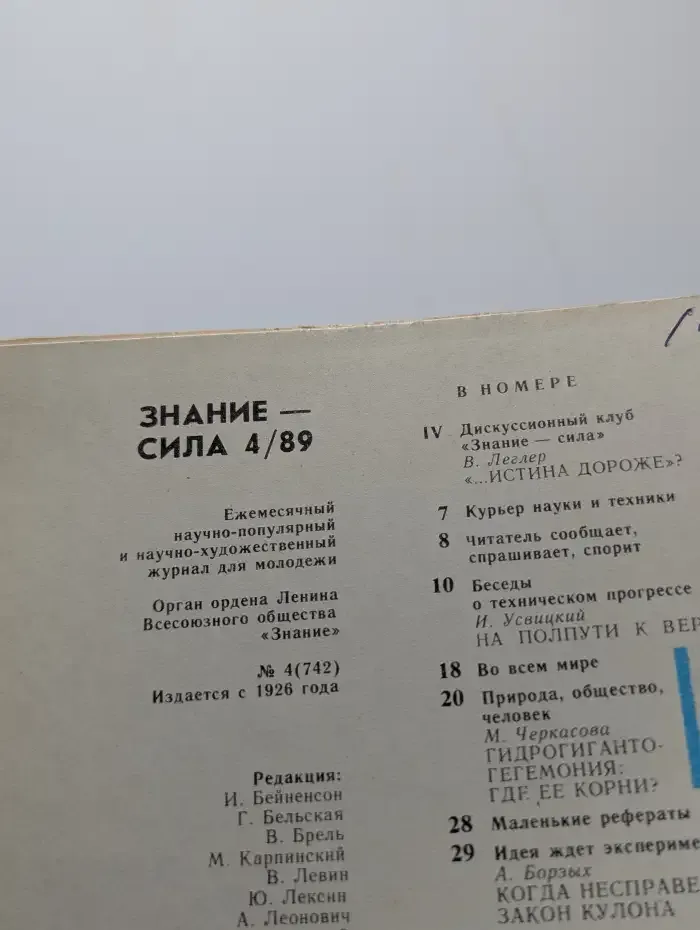 ЗНАНИЕ —
СИЛА 4/89
Ежемесячный
научно-популярный
и научно-художественный
журнал для молодежи
Орган ордена Ленина
Всесоюзного общества
«Знание»
№ 4(742)
Издается с 1926 года
Редакция:
И. Бейненсон
Г. Бельская
В. Брель
М. Карпинский
В. Левин
Ю. Лексин
А. Леонович
В НОМЕРЕ
IV Дискуссионный клуб
«Знание — сила»
В. Леглер
«...ИСТИНА ДОРОЖЕ»?
7 Курьер науки и техники
8 Читатель сообщает,
спрашивает, спорит
10 Беседы
о техническом прогрессе
И. Усвицкий
НА ПОЛПУТИ К ВЕР
18 Во всем мире
20 Природа, общество,
человек
М. Черкасова
ГИДРОГИГАНТО-
ГЕГЕМОНИЯ:
ГДЕ ЕЕ КОРНИ?
28 Маленькие рефераты
29 Идея ждет эксперимe
А. Борзых
КОГДА НЕСПРАВЕ
ЗАКОН КУЛОНА